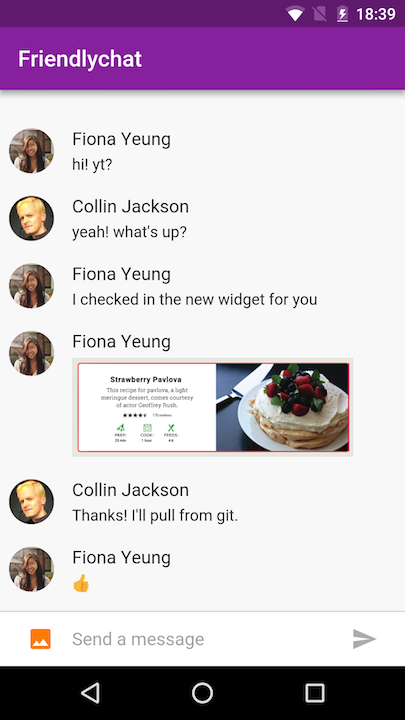 18:39
Friendlychat
Fiona Yeung
hi! yt?
Collin Jackson
yeah! what's up?
Fiona Yeung
I checked in the new widget for you
Fiona Yeung
Strawberry Pavlova
This recipe for pavlova, a light
meringue dessert, comes courtesy
of actor Geoffrey Rush.
170 reviews
PREP: COOK: FEEDS:
25 min 1 hour 4-6
Collin Jackson
Thanks! I'll pull from git.
Fiona Yeung
👍
Send a message